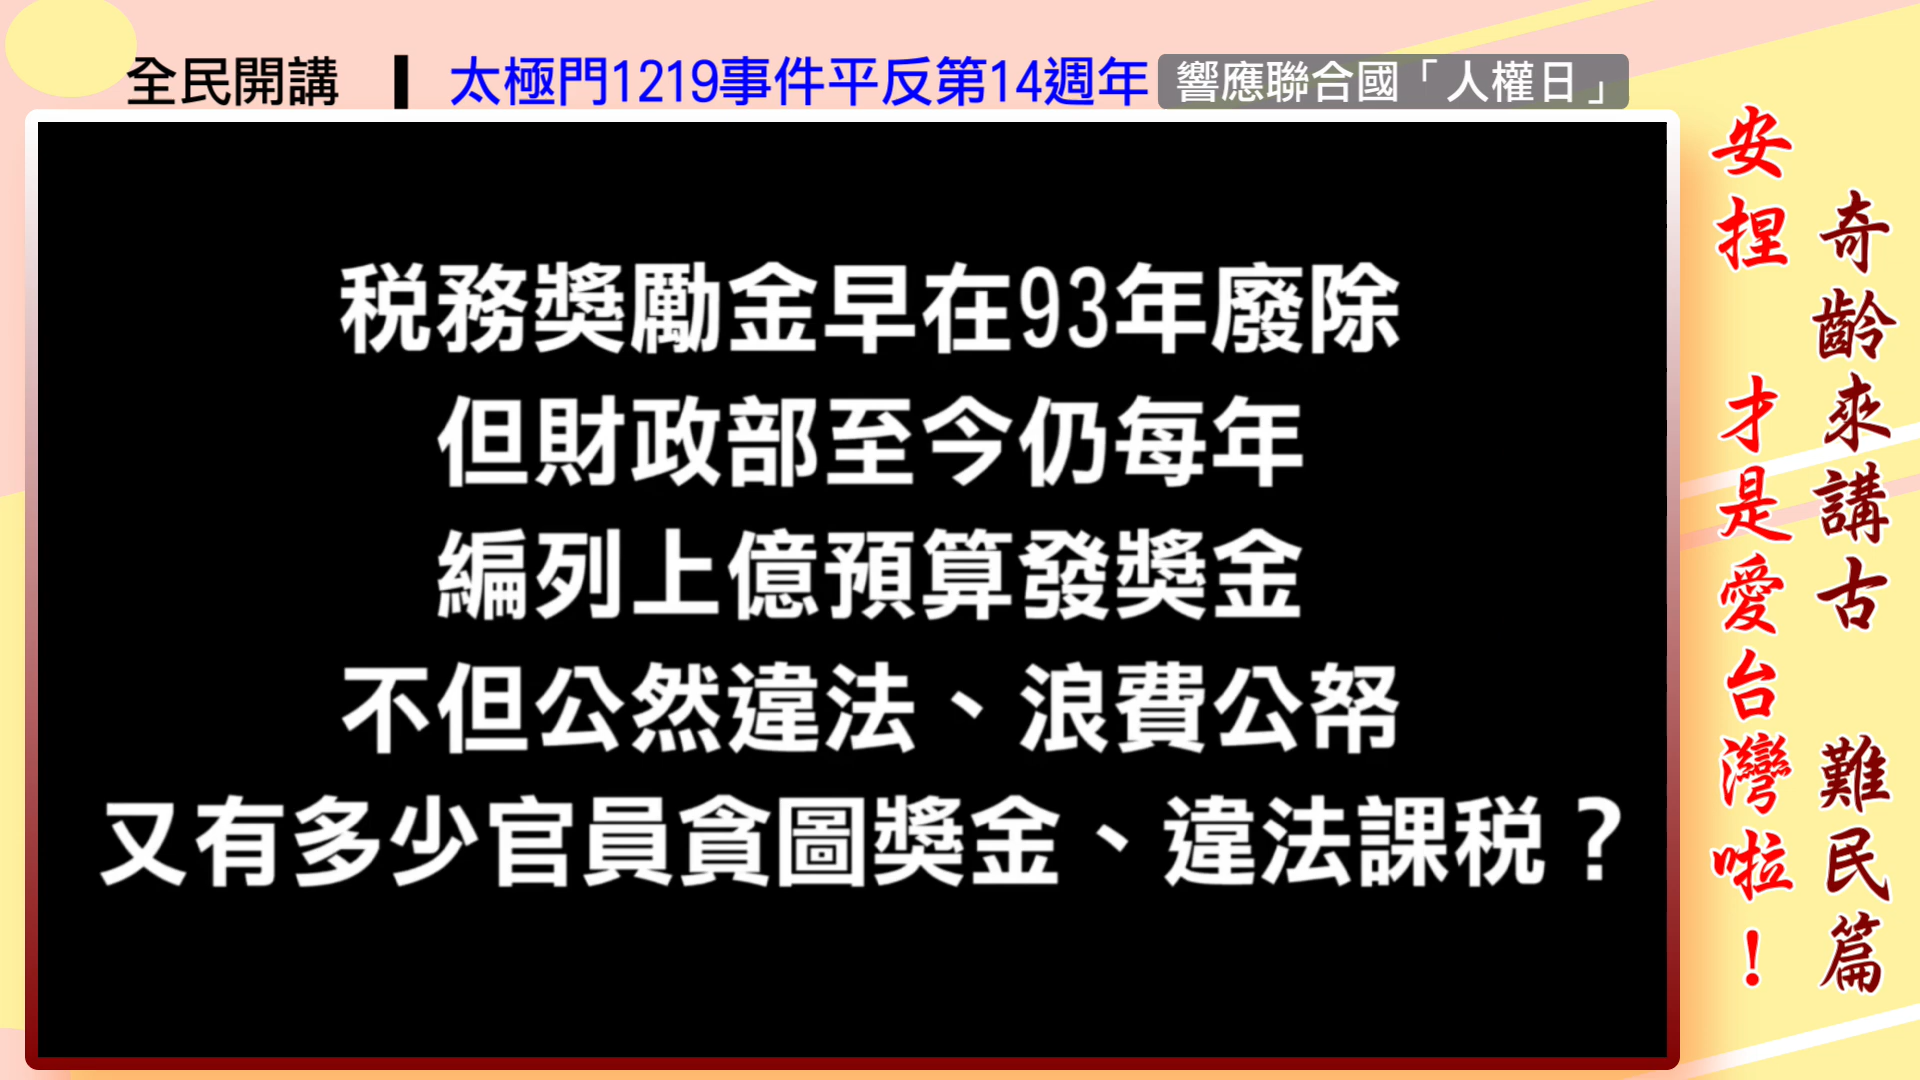 全民開講 ▌ 太極門1219事件平反第14週年 響應聯合國「人權日」
税務獎勵金早在93年廢除
但財政部至今仍每年
編列上億預算發獎金
不但公然違法、浪費公帑
又有多少官員貪圖獎金、違法課税？
奇齡來講古 難民篇
安捏 才是愛台灣啦！